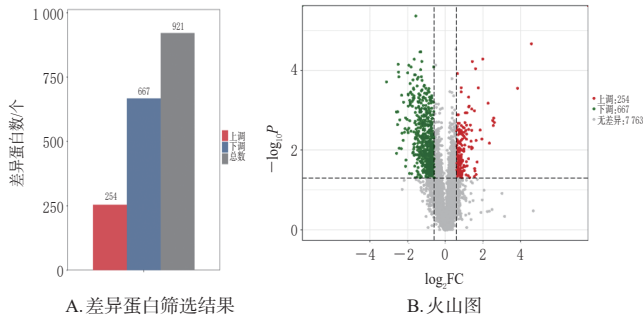 差异蛋白数/个
1 000
750
500
250
0
254
667
921
上调
下调
总数
A.差异蛋白筛选结果
−log₁₀P
4
2
0
−4
−2
0
2
4
log₂FC
上调:254
下调:667
无差异:7 763
B.火山图